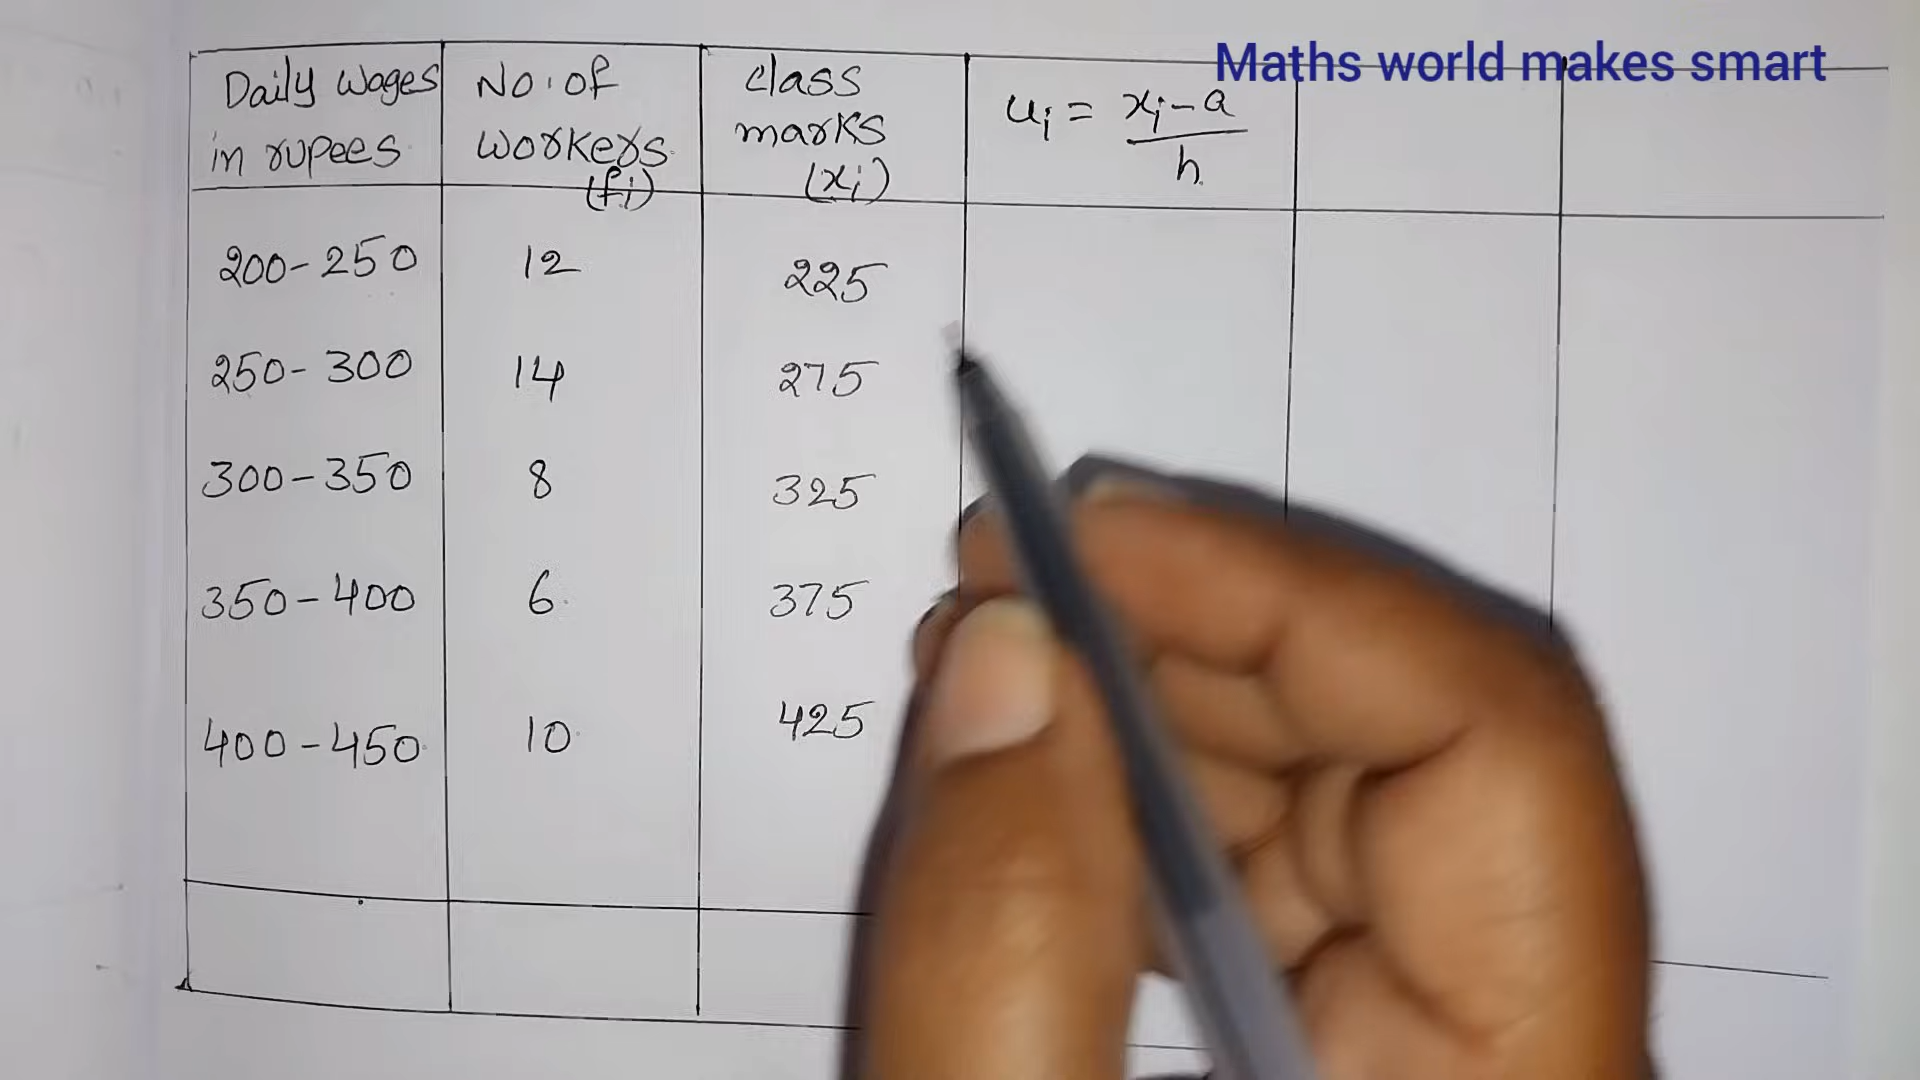 Maths world makes smart
Daily Wages in rupees | No. of workers (fi) | class marks (xi) | ui = xi - a / h
200-250 | 12 | 225
250-300 | 14 | 275
300-350 | 8 | 325
350-400 | 6 | 375
400-450 | 10 | 425